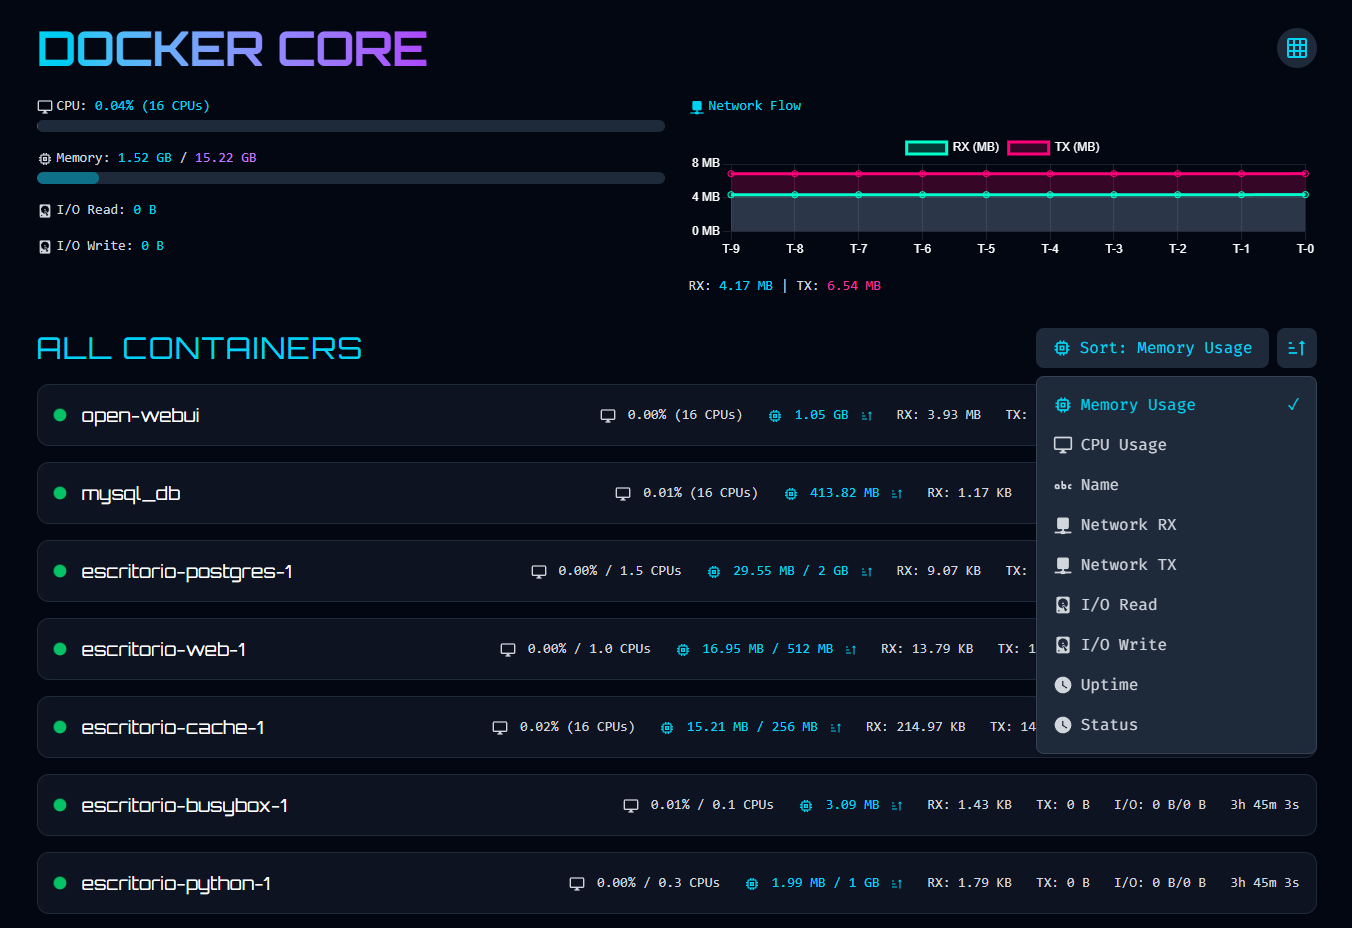 DOCKER CORE
CPU: 0.04% (16 CPUs)
Memory: 1.52 GB / 15.22 GB
I/O Read: 0 B
I/O Write: 0 B
Network Flow
RX (MB) TX (MB)
8 MB
4 MB
0 MB
T-9 T-8 T-7 T-6 T-5 T-4 T-3 T-2 T-1 T-0
RX: 4.17 MB | TX: 6.54 MB
ALL CONTAINERS
Sort: Memory Usage
Memory Usage ✓
CPU Usage
abc Name
Network RX
Network TX
I/O Read
I/O Write
Uptime
Status
open-webui 0.00% (16 CPUs) 1.05 GB RX: 3.93 MB TX:
mysql_db 0.01% (16 CPUs) 413.82 MB RX: 1.17 KB
escritorio-postgres-1 0.00% / 1.5 CPUs 29.55 MB / 2 GB RX: 9.07 KB TX:
escritorio-web-1 0.00% / 1.0 CPUs 16.95 MB / 512 MB RX: 13.79 KB TX: 1
escritorio-cache-1 0.02% (16 CPUs) 15.21 MB / 256 MB RX: 214.97 KB TX: 14
escritorio-busybox-1 0.01% / 0.1 CPUs 3.09 MB RX: 1.43 KB TX: 0 B I/O: 0 B/0 B 3h 45m 3s
escritorio-python-1 0.00% / 0.3 CPUs 1.99 MB / 1 GB RX: 1.79 KB TX: 0 B I/O: 0 B/0 B 3h 45m 3s